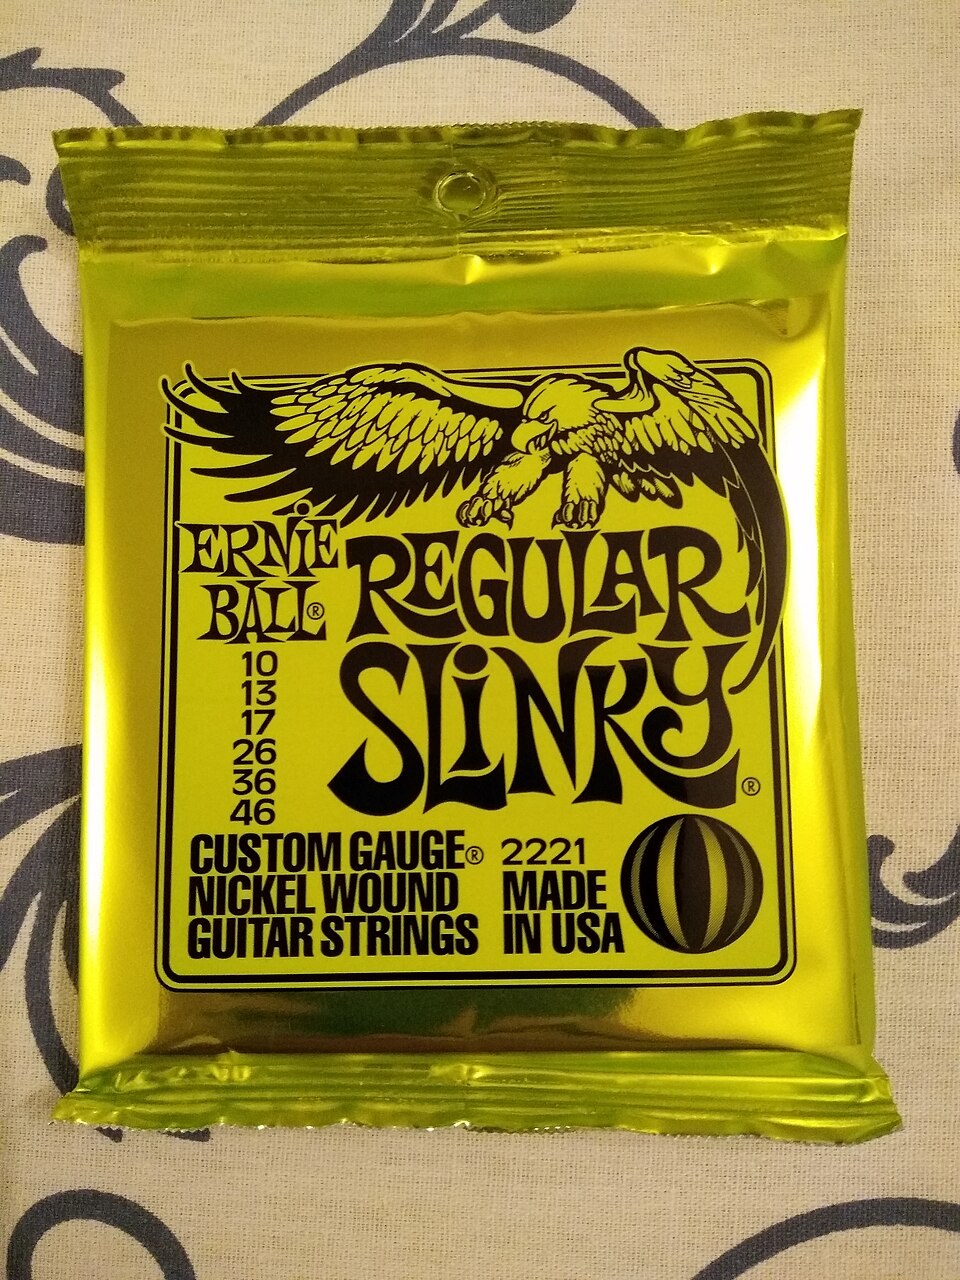 ERNiE
BALL®
REGULAR
SLiNKY®
10
13
17
26
36
46
CUSTOM GAUGE®
NICKEL WOUND
GUITAR STRINGS
2221
MADE
IN USA